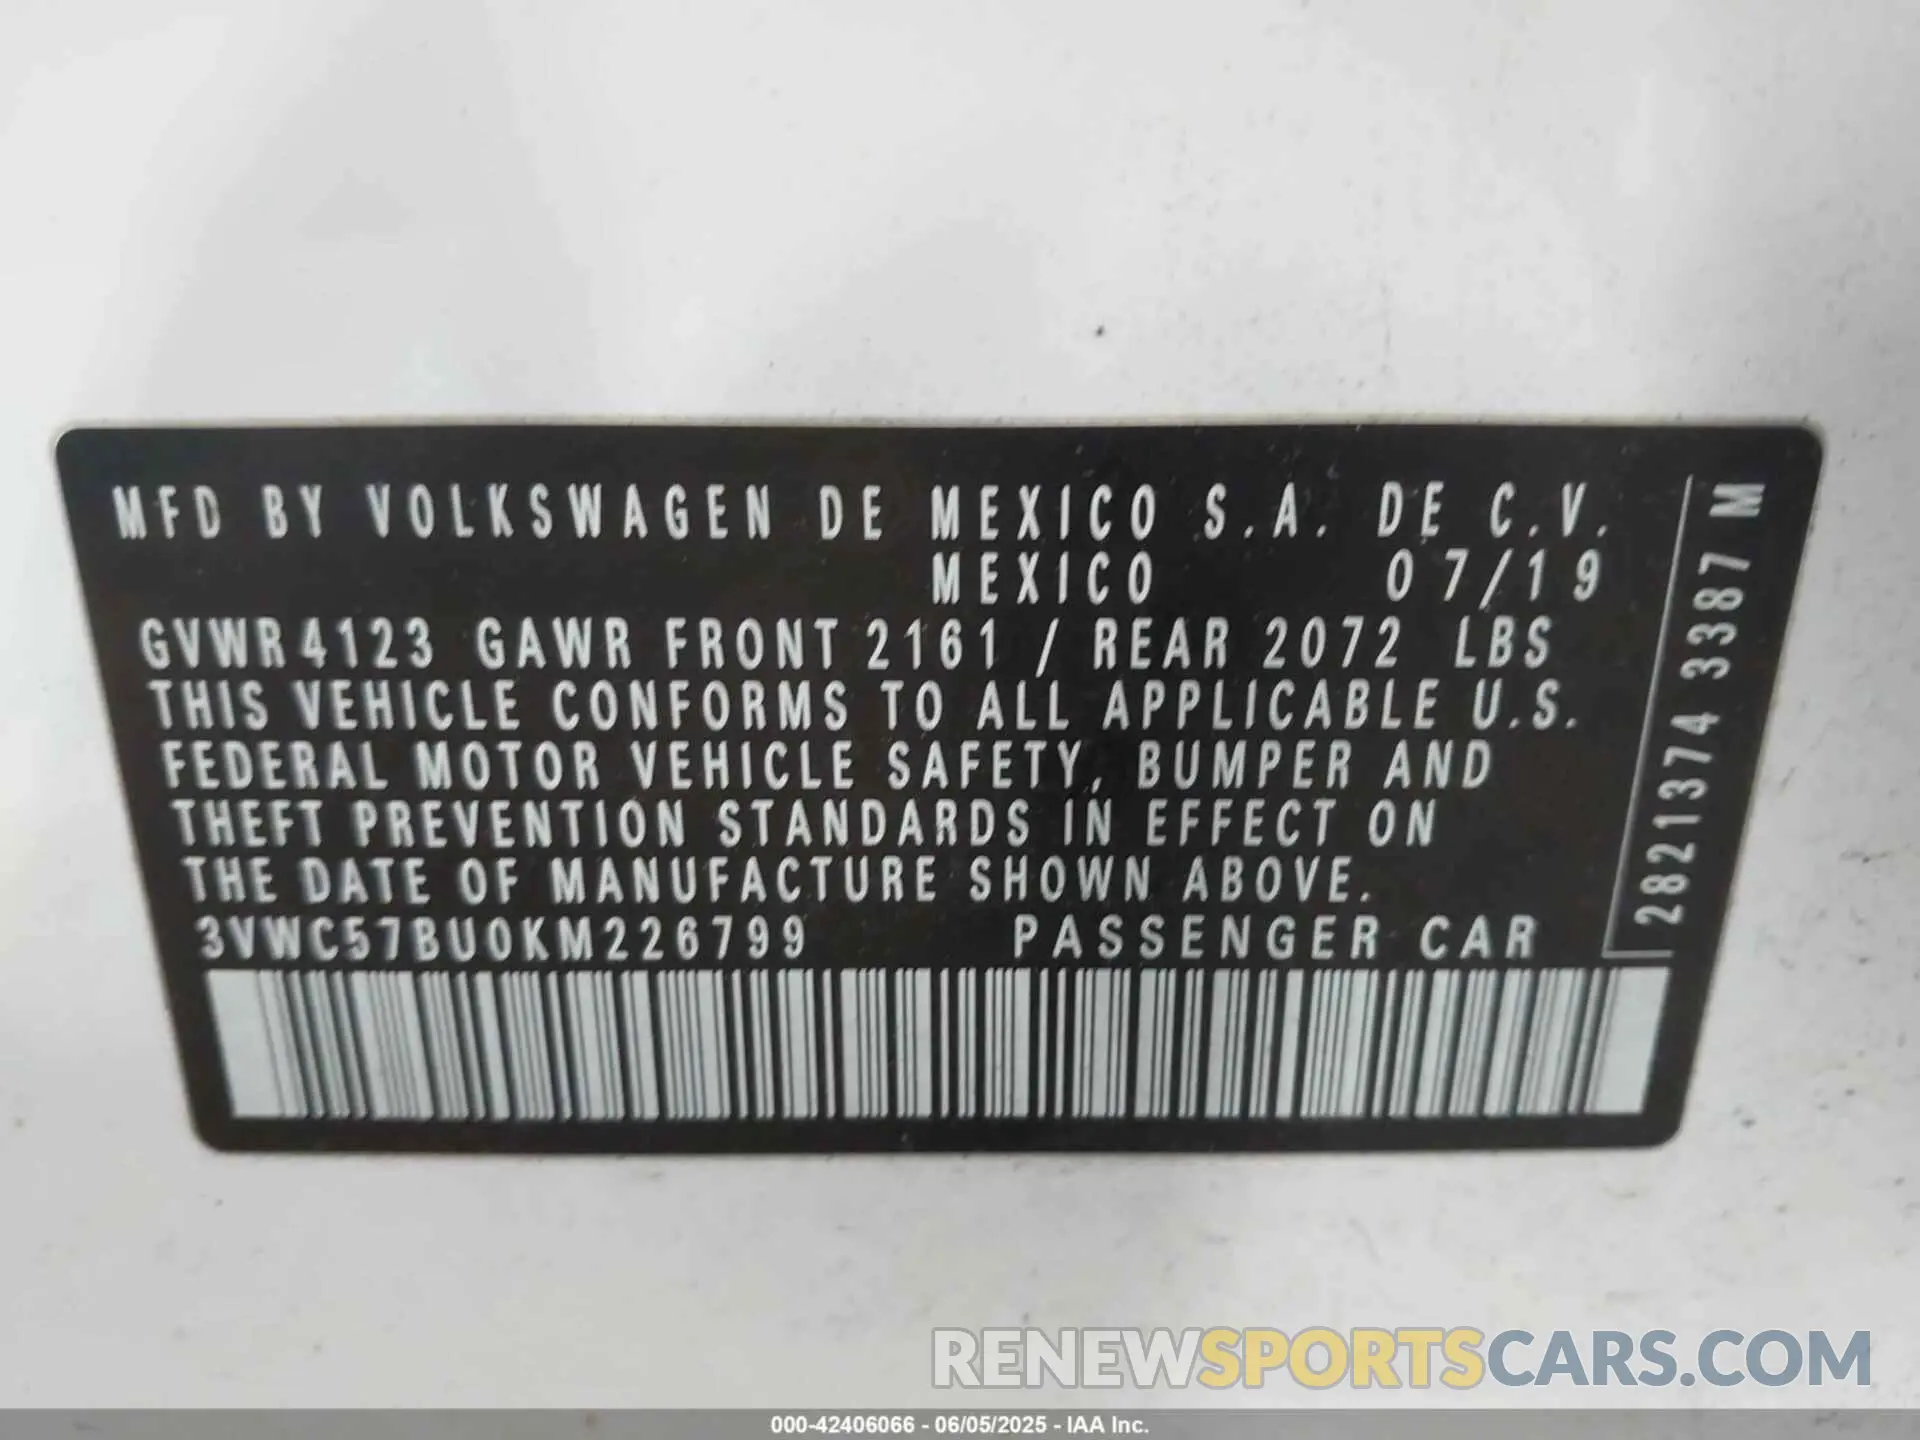 MFD BY VOLKSWAGEN DE MEXICO S.A. DE C.V.
MEXICO 07/19
GVWR 4123 GAWR FRONT 2161 / REAR 2072 LBS
THIS VEHICLE CONFORMS TO ALL APPLICABLE U.S.
FEDERAL MOTOR VEHICLE SAFETY, BUMPER AND
THEFT PREVENTION STANDARDS IN EFFECT ON
THE DATE OF MANUFACTURE SHOWN ABOVE.
3VWC57BU0KM226799 PASSENGER CAR
2821374 3387 M
RENEWSPORTSCARS.COM
000-42406066 - 06/05/2025 - IAA Inc.